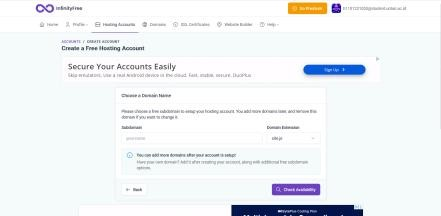 InfinityFree
Go Premium
Home
Profile
Hosting Accounts
Domains
SSL Certificates
Website Builder
Help
ACCOUNTS / CREATE ACCOUNT
Create a Free Hosting Account
Secure Your Accounts Easily
Skip emulators. Use a real Android device in the cloud. Fast, stable, secure. DuoPlus
Sign Up
Choose a Domain Name
Please choose a free subdomain to setup your hosting account. You can add more domains later, and remove this
domain if you want to change it.
Subdomain
Domain Extension
yourname
You can add more domains after your account is setup!
Have your own domain? Add it after creating your account, along with additional free subdomain
options.
Back
Check Availability